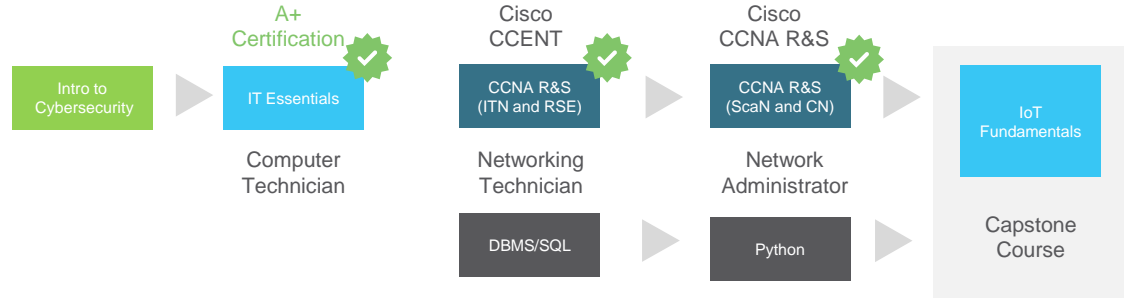 A+
Certification
Cisco
CCENT
Cisco
CCNA R&S
Intro to
Cybersecurity
IT Essentials
CCNA R&S
(ITN and RSE)
CCNA R&S
(ScaN and CN)
IoT
Fundamentals
Computer
Technician
Networking
Technician
Network
Administrator
DBMS/SQL
Python
Capstone
Course